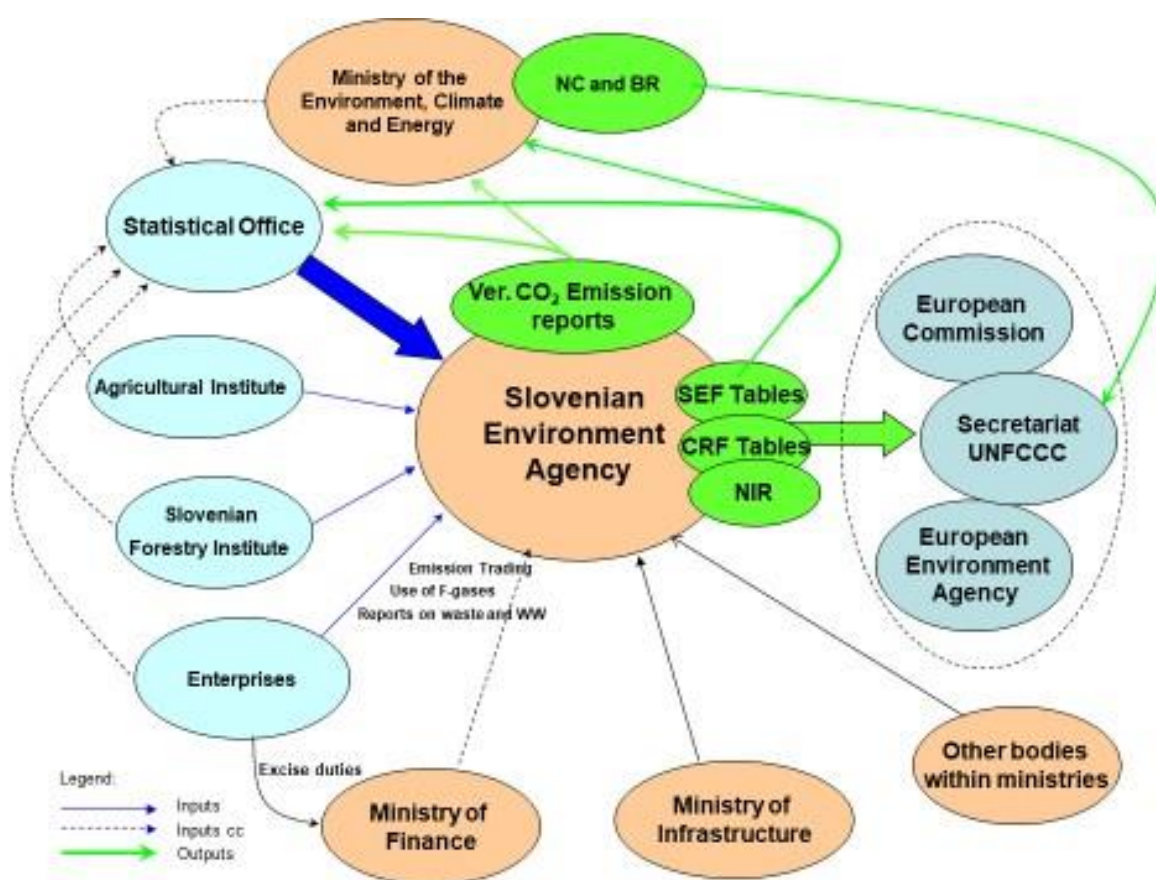 Ministry of the
Environment, Climate
and Energy
NC and BR
Statistical Office
Ver. CO₂ Emission
reports
European
Commission
Agricultural Institute
Slovenian
Environment
Agency
SEF Tables
CRF Tables
NIR
Secretariat
UNFCCC
Slovenian
Forestry Institute
European
Environment
Agency
Emission Trading
Use of F-gases
Reports on waste and WW
Enterprises
Excise duties
Ministry of
Finance
Ministry of
Infrastructure
Other bodies
within ministries
Legend:
Inputs
Inputs cc
Outputs